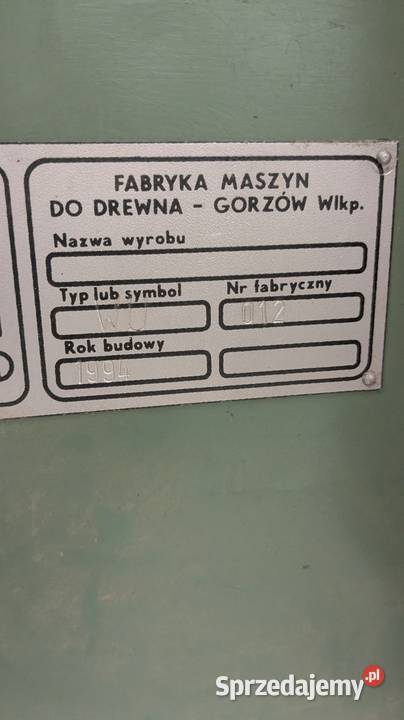 FABRYKA MASZYN
DO DREWNA - GORZÓW Wlkp.
Nazwa wyrobu
Typ lub symbol Nr fabryczny
WU 012
Rok budowy
1994
Sprzedajemy.pl